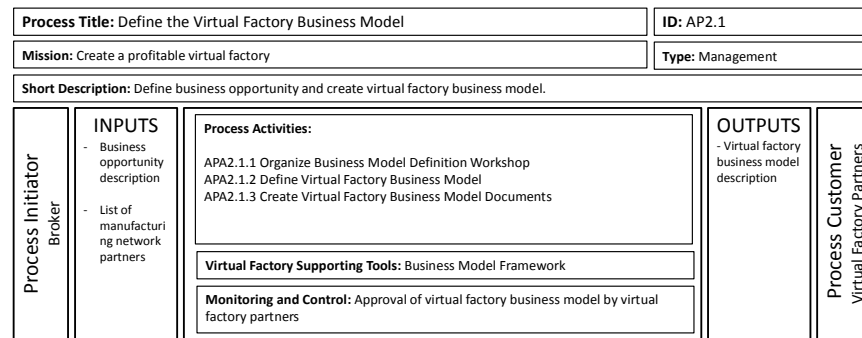 Process Title: Define the Virtual Factory Business Model
ID: AP2.1
Mission: Create a profitable virtual factory
Type: Management
Short Description: Define business opportunity and create virtual factory business model.
Process Initiator
Broker
INPUTS
- Business
opportunity
description
- List of
manufacturi
ng network
partners
Process Activities:
APA2.1.1 Organize Business Model Definition Workshop
APA2.1.2 Define Virtual Factory Business Model
APA2.1.3 Create Virtual Factory Business Model Documents
Virtual Factory Supporting Tools: Business Model Framework
Monitoring and Control: Approval of virtual factory business model by virtual
factory partners
OUTPUTS
- Virtual factory
business model
description
Process Customer
Virtual Factory Partners